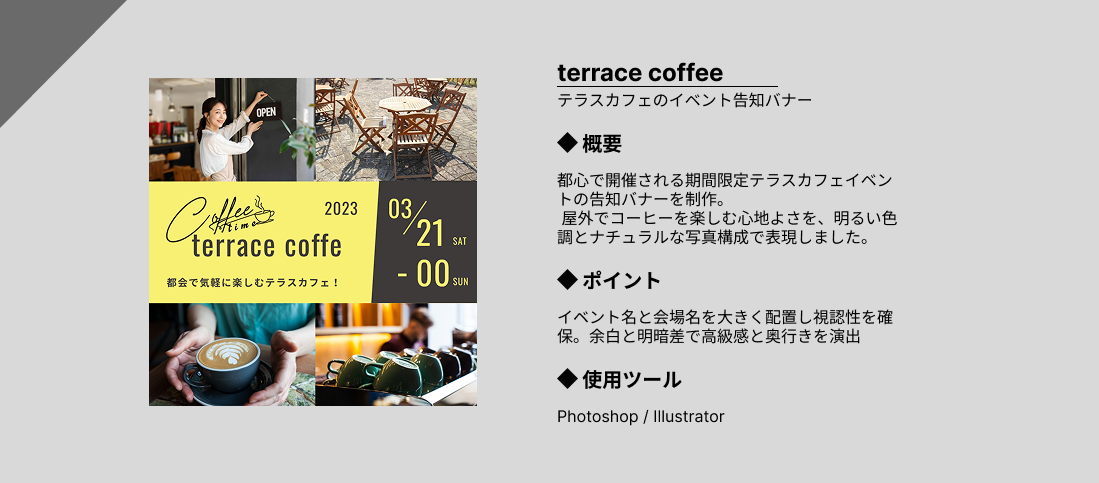 OPEN
Coffee
time
terrace coffe
2023
都会で気軽に楽しむテラスカフェ！
03/21 SAT
- 00 SUN
terrace coffee
テラスカフェのイベント告知バナー
◆ 概要
都心で開催される期間限定テラスカフェイベン
トの告知バナーを制作。
屋外でコーヒーを楽しむ心地よさを、明るい色
調とナチュラルな写真構成で表現しました。
◆ ポイント
イベント名と会場名を大きく配置し視認性を確
保。余白と明暗差で高級感と奥行きを演出
◆ 使用ツール
Photoshop / Illustrator